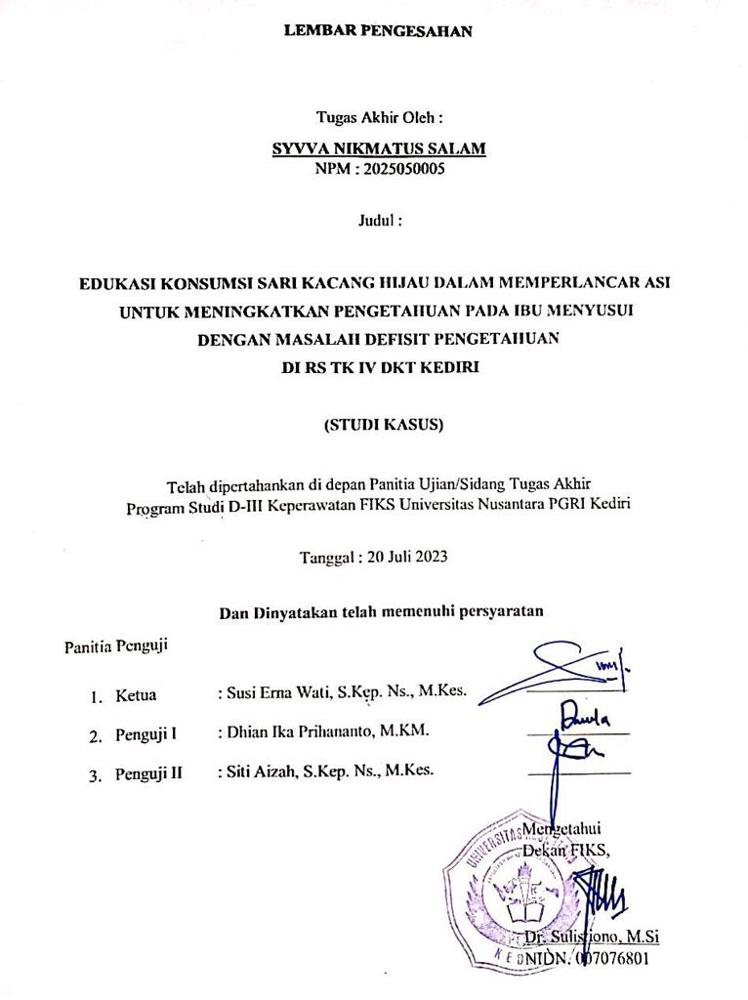 LEMBAR PENGESAHAN
Tugas Akhir Oleh :
SYVVA NIKMATUS SALAM
NPM : 2025050005
Judul :
EDUKASI KONSUMSI SARI KACANG HIJAU DALAM MEMPERLANCAR ASI
UNTUK MENINGKATKAN PENGETAHUAN PADA IBU MENYUSUI
DENGAN MASALAH DEFISIT PENGETAHUAN
DI RS TK IV DKT KEDIRI
(STUDI KASUS)
Telah dipertahankan di depan Panitia Ujian/Sidang Tugas Akhir
Program Studi D-III Keperawatan FIKS Universitas Nusantara PGRI Kediri
Tanggal : 20 Juli 2023
Dan Dinyatakan telah memenuhi persyaratan
Panitia Penguji
1. Ketua : Susi Erna Wati, S.Kep. Ns., M.Kes.
2. Penguji I : Dhian Ika Prihananto, M.KM.
3. Penguji II : Siti Aizah, S.Kep. Ns., M.Kes.
Mengetahui
Dekan FIKS,
UNIVERSITAS
Dr. Sulistiono, M.Si
NIDN. 007076801